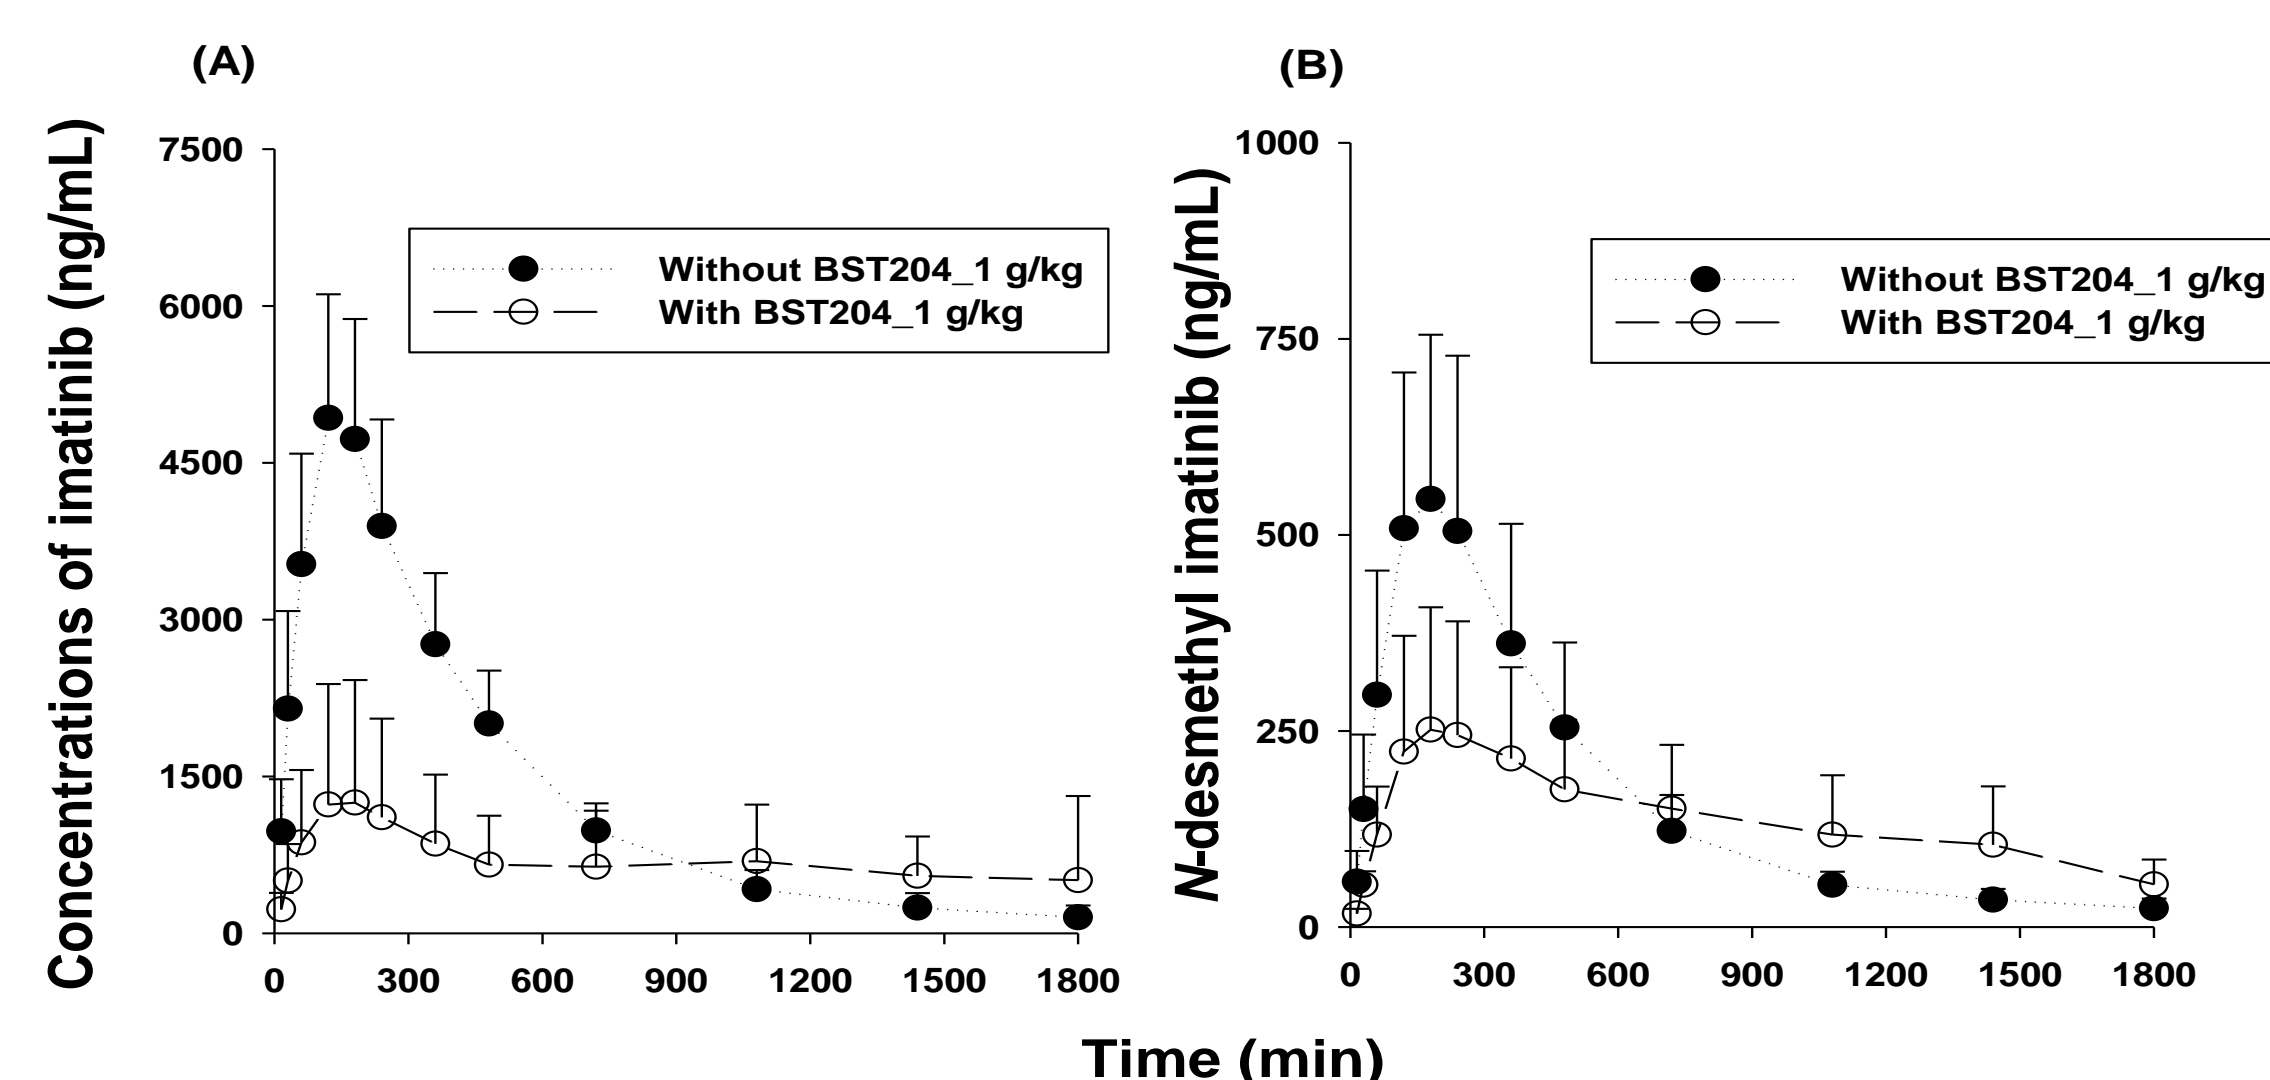 (A)
Concentrations of imatinib (ng/mL)
7500
6000
4500
3000
1500
0
Without BST204_1 g/kg
With BST204_1 g/kg
0 300 600 900 1200 1500 1800
(B)
N-desmethyl imatinib (ng/mL)
1000
750
500
250
0
Without BST204_1 g/kg
With BST204_1 g/kg
0 300 600 900 1200 1500 1800
Time (min)